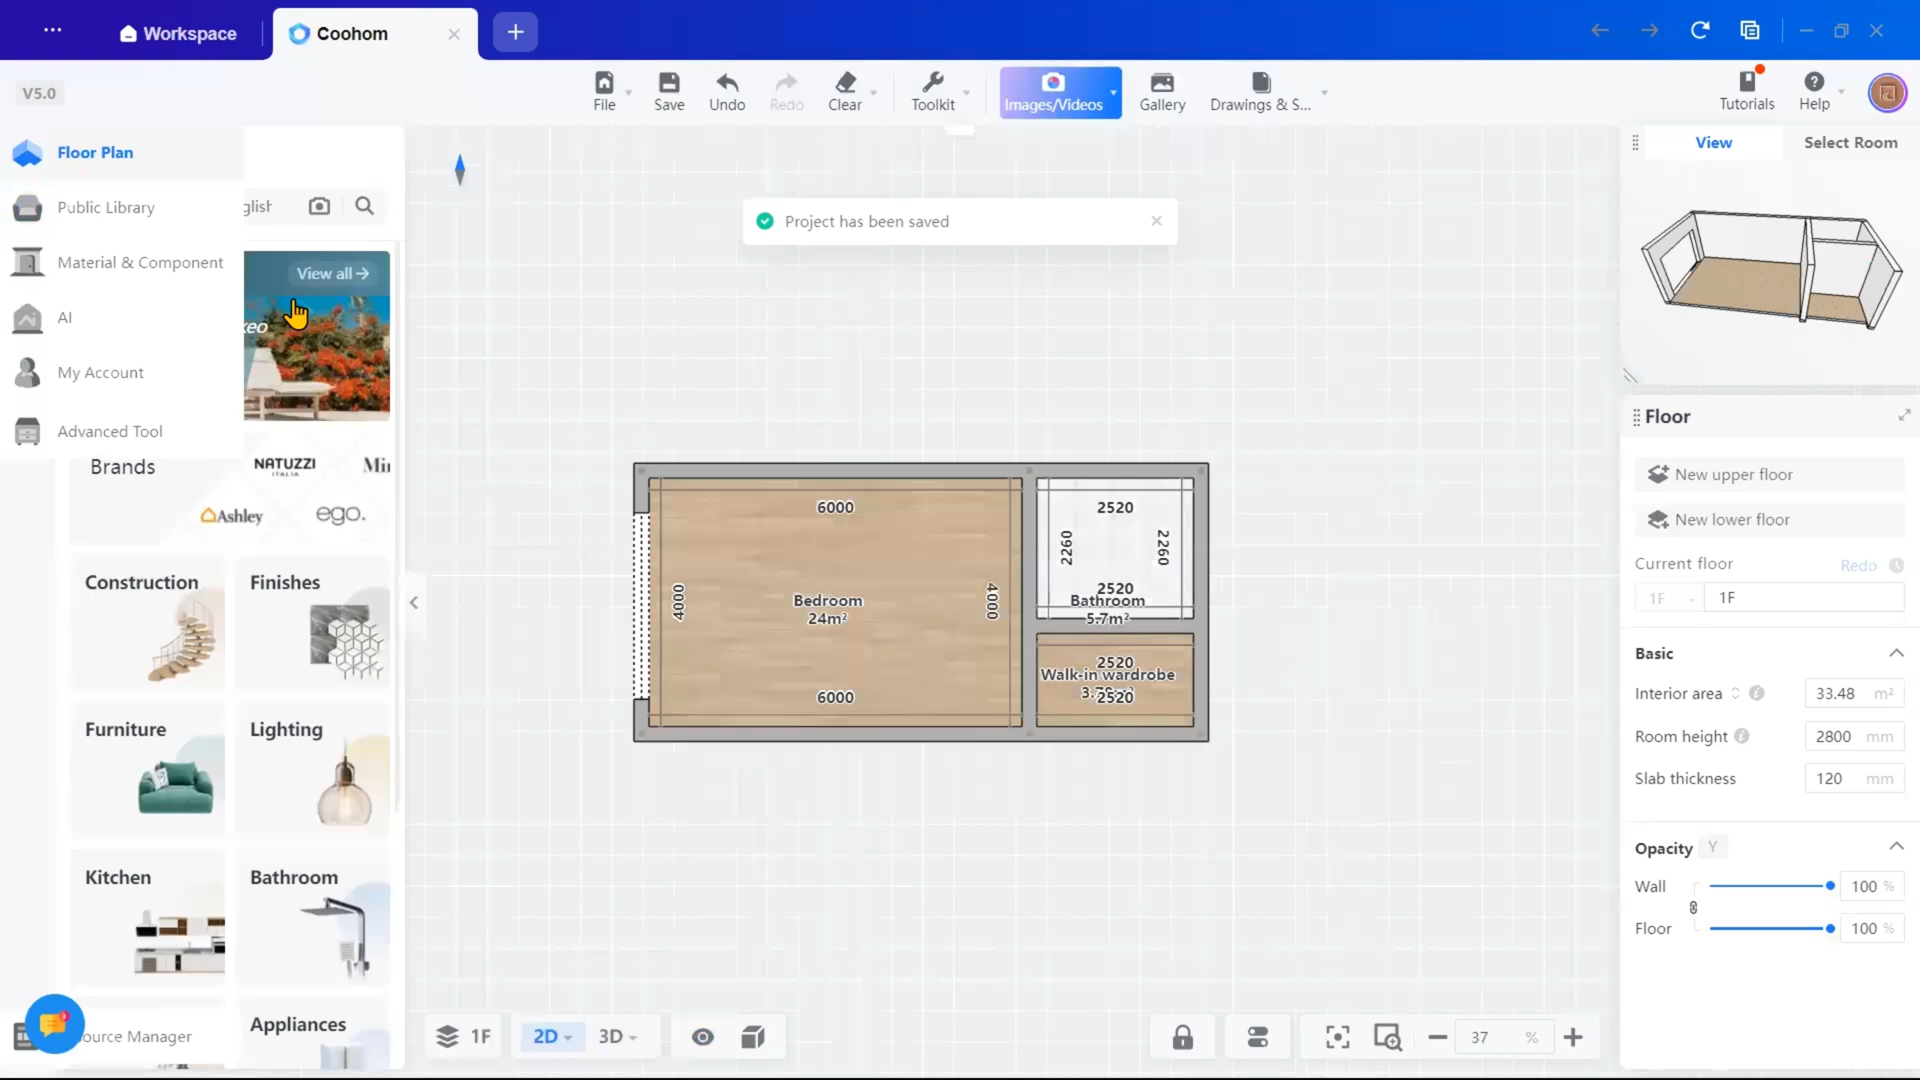 Workspace
Coohom
V5.0
File
Save
Undo
Redo
Clear
Toolkit
Images/Videos
Gallery
Drawings & S...
Tutorials
Help
Floor Plan
Public Library
Material & Component
AI
My Account
Advanced Tool
glish
View all
Brands
NATUZZI
ITALIA
Ashley
ego.
Construction
Finishes
Furniture
Lighting
Kitchen
Bathroom
Appliances
ource Manager
Project has been saved
6000
4000
4000
Bedroom
24m²
6000
2520
2260
2260
2520
Bathroom
5.7m²
2520
Walk-in wardrobe
2520
1F
2D
3D
37 %
View
Select Room
Floor
New upper floor
New lower floor
Current floor
Redo
1F
1F
Basic
Interior area
33.48 m²
Room height
2800 mm
Slab thickness
120 mm
Opacity Y
Wall
100 %
Floor
100 %